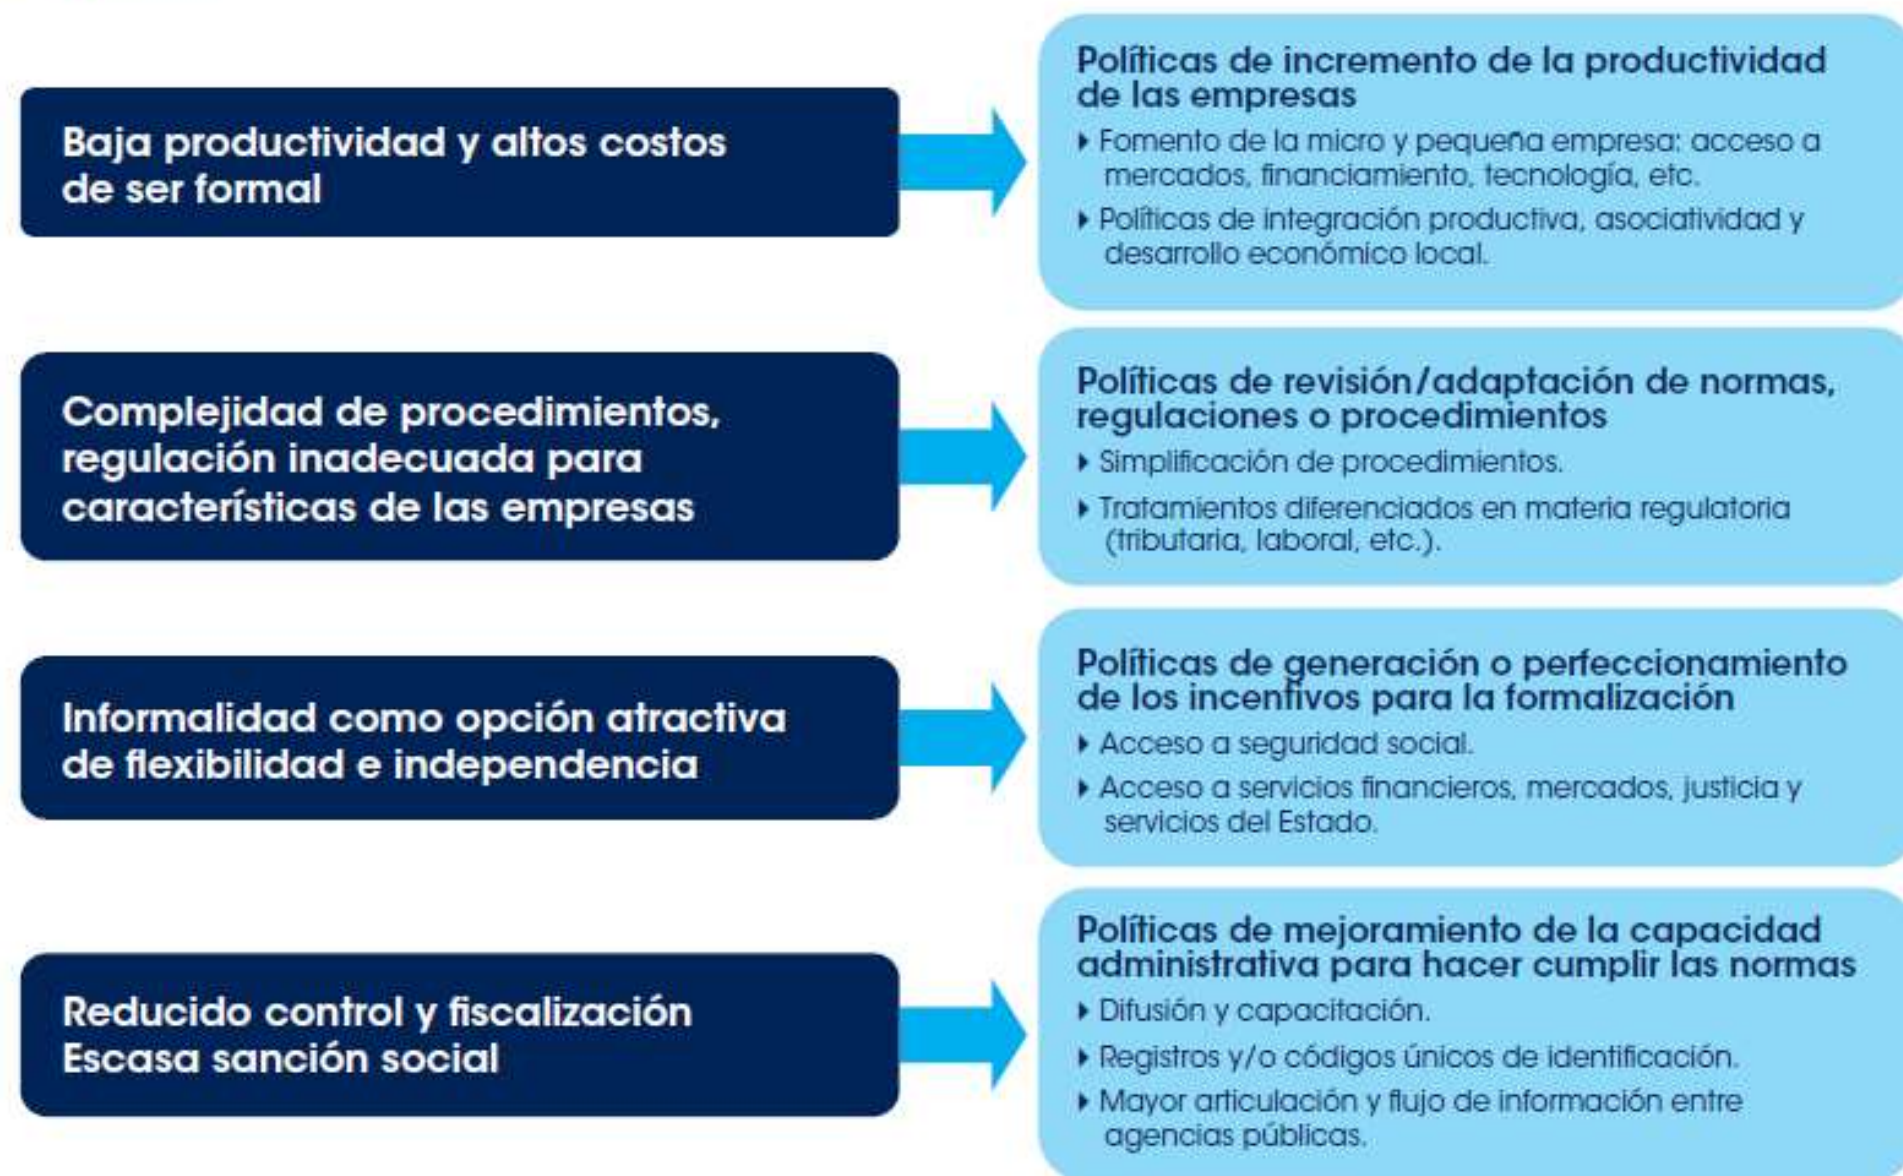 Baja productividad y altos costos
de ser formal
Políticas de incremento de la productividad
de las empresas
▸ Fomento de la micro y pequeña empresa: acceso a
mercados, financiamiento, tecnología, etc.
▸ Políticas de integración productiva, asociatividad y
desarrollo económico local.
Complejidad de procedimientos,
regulación inadecuada para
características de las empresas
Políticas de revisión/adaptación de normas,
regulaciones o procedimientos
▸ Simplificación de procedimientos.
▸ Tratamientos diferenciados en materia regulatoria
(tributaria, laboral, etc.).
Informalidad como opción atractiva
de flexibilidad e independencia
Políticas de generación o perfeccionamiento
de los incentivos para la formalización
▸ Acceso a seguridad social.
▸ Acceso a servicios financieros, mercados, justicia y
servicios del Estado.
Reducido control y fiscalización
Escasa sanción social
Políticas de mejoramiento de la capacidad
administrativa para hacer cumplir las normas
▸ Difusión y capacitación.
▸ Registros y/o códigos únicos de identificación.
▸ Mayor articulación y flujo de información entre
agencias públicas.